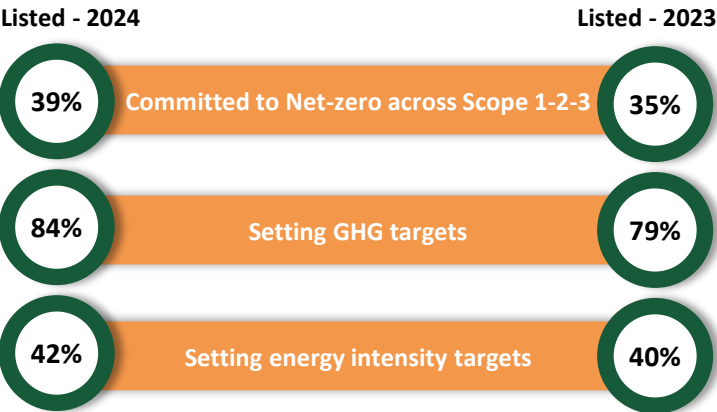 Listed - 2024 Listed - 2023
39% Committed to Net-zero across Scope 1-2-3 35%
84% Setting GHG targets 79%
42% Setting energy intensity targets 40%